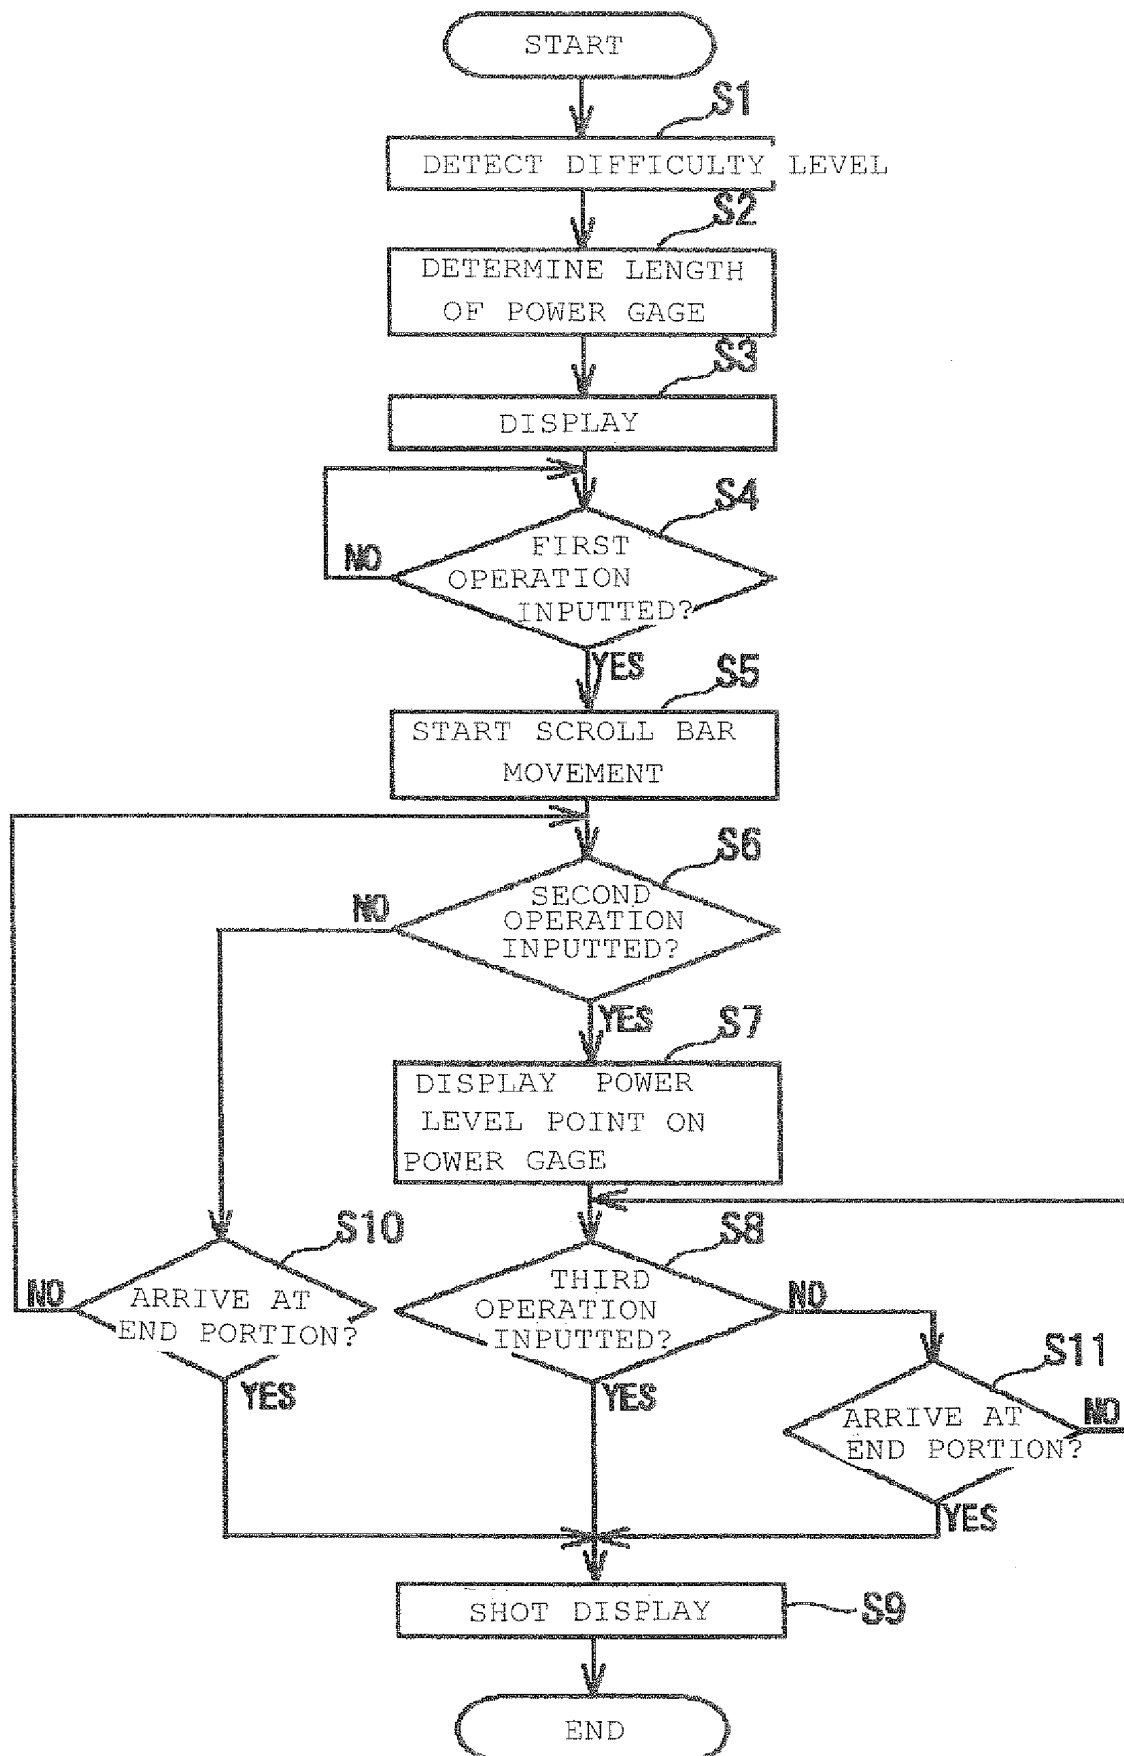 START
S1
DETECT DIFFICULTY LEVEL
S2
DETERMINE LENGTH
OF POWER GAGE
S3
DISPLAY
S4
FIRST
OPERATION
INPUTTED?
NO
YES
S5
START SCROLL BAR
MOVEMENT
S6
SECOND
OPERATION
INPUTTED?
NO
YES
S7
DISPLAY POWER
LEVEL POINT ON
POWER GAGE
S10
ARRIVE AT
END PORTION?
NO
YES
S8
THIRD
OPERATION
INPUTTED?
NO
YES
S11
ARRIVE AT
END PORTION?
NO
YES
SHOT DISPLAY
S9
END